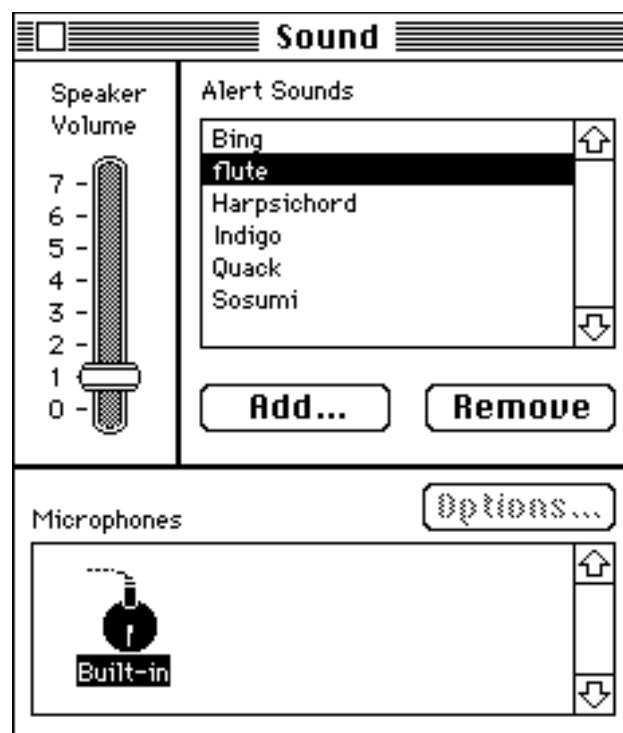 Sound
Speaker
Volume
7
6
5
4
3
2
1
0
Alert Sounds
Bing
flute
Harpsichord
Indigo
Quack
Sosumi
Add...
Remove
Microphones
Options...
Built-in